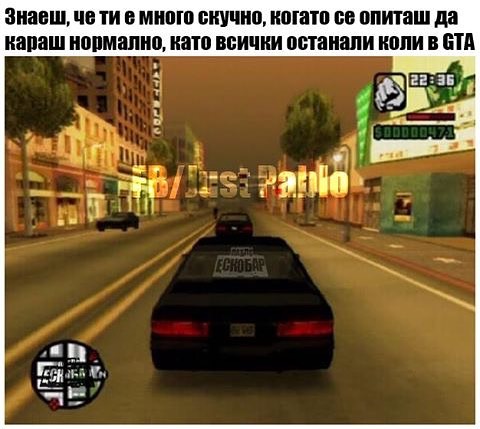 Знаеш, че ти е много скучно, когато се опиташ да
караш нормално, като всички останали коли в GTA
22:36
$00000471
FB/Just Pablo
ПАБЛО
ЕСКОБАР